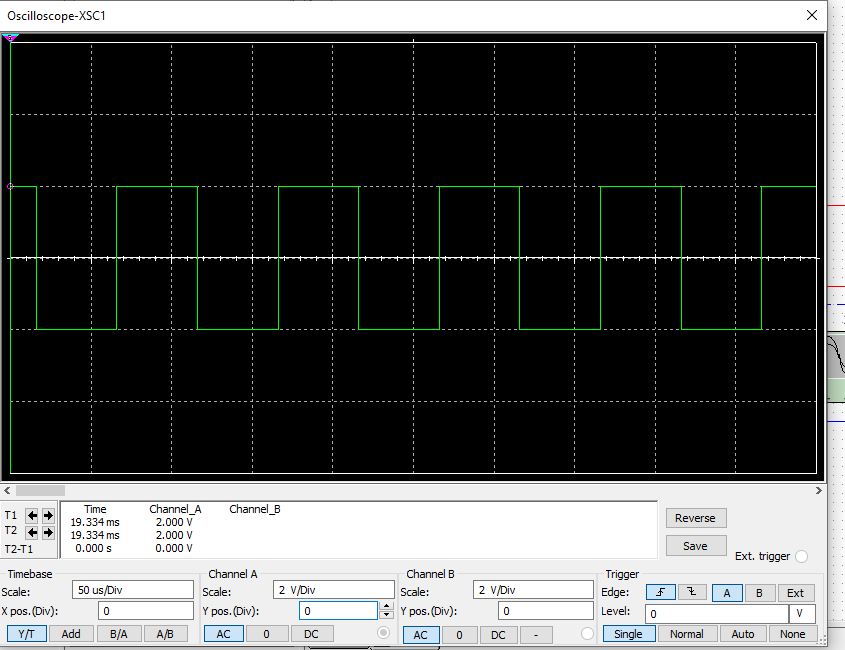 Oscilloscope-XSC1
Time Channel_A Channel_B
T1 19.334 ms 2.000 V
T2 19.334 ms 2.000 V
T2-T1 0.000 s 0.000 V
Reverse
Save
Ext. trigger
Timebase
Scale: 50 us/Div
X pos.(Div): 0
Y/T Add B/A A/B
Channel A
Scale: 2 V/Div
Y pos.(Div): 0
AC 0 DC
Channel B
Scale: 2 V/Div
Y pos.(Div): 0
AC 0 DC -
Trigger
Edge: A B Ext
Level: 0 V
Single Normal Auto None